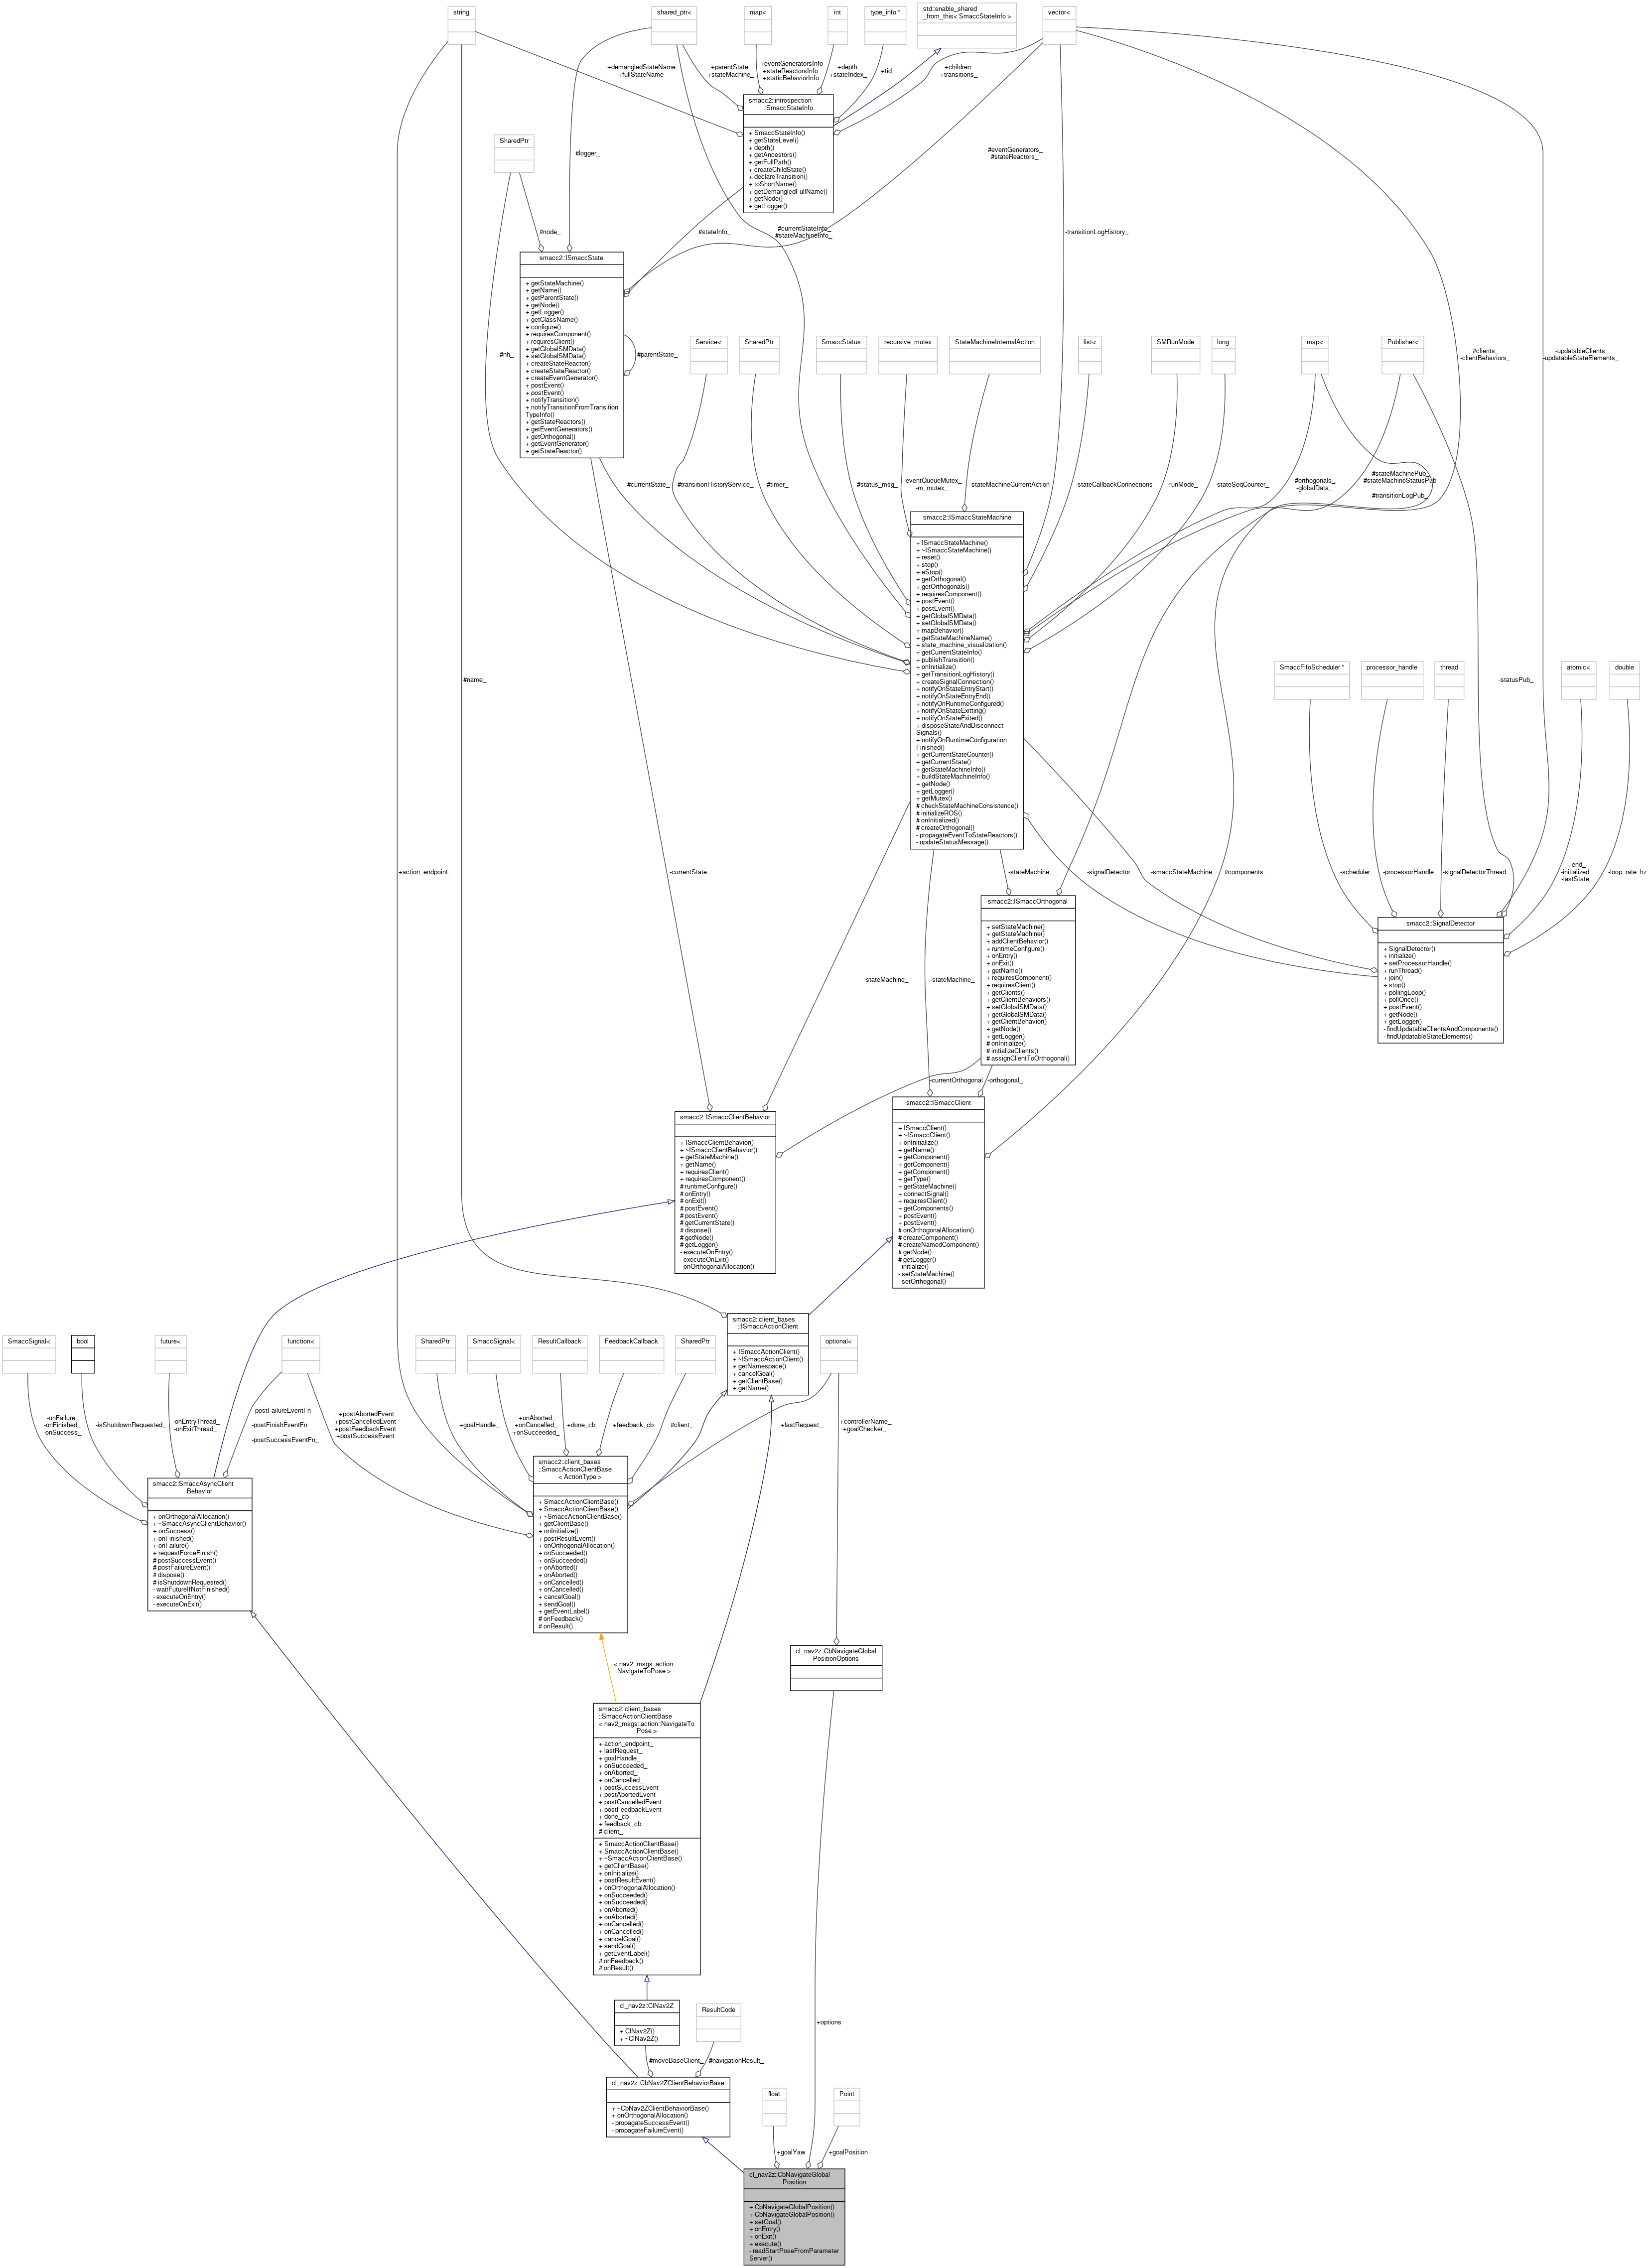 string
shared_ptr<
map<
int
type_info *
std::enable_shared
_from_this< SmaccStateInfo >
vector<
+demangledStateName
+fullStateName
+parentState_
+stateMachine_
+eventGeneratorsInfo
+stateReactorsInfo
+staticBehaviorInfo
+depth_
+stateIndex_
+tid_
+children_
+transitions_
smacc2::introspection
::SmaccStateInfo
+ SmaccStateInfo()
+ getStateLevel()
+ depth()
+ getAncestors()
+ getFullPath()
+ createChildState()
+ declareTransition()
+ toShortName()
+ getDemangledFullName()
+ getNode()
+ getLogger()
SharedPtr
#logger_
#eventGenerators_
#stateReactors_
#node_
#stateInfo_
#currentStateInfo_
#stateMachineInfo_
-transitionLogHistory_
smacc2::ISmaccState
+ getStateMachine()
+ getName()
+ getParentState()
+ getNode()
+ getLogger()
+ getClassName()
+ configure()
+ requiresComponent()
+ requiresClient()
+ getGlobalSMData()
+ setGlobalSMData()
+ createStateReactor()
+ createStateReactor()
+ createEventGenerator()
+ postEvent()
+ postEvent()
+ notifyTransition()
+ notifyTransitionFromTransition
TypeInfo()
+ getStateReactors()
+ getEventGenerators()
+ getOrthogonal()
+ getEventGenerator()
+ getStateReactor()
#nh_
#parentState_
Service<
SharedPtr
SmaccStatus
recursive_mutex
StateMachineInternalAction
list<
SMRunMode
long
map<
Publisher<
#clients_
-clientBehaviors_
-updatableClients_
-updatableStateElements_
#currentState_
#transitionHistoryService_
#timer_
#status_msg_
-eventQueueMutex_
-m_mutex_
-stateMachineCurrentAction
-stateCallbackConnections
-runMode_
-stateSeqCounter_
#orthogonals_
-globalData_
#stateMachinePub_
#stateMachineStatusPub
_
#transitionLogPub_
smacc2::ISmaccStateMachine
+ ISmaccStateMachine()
+ ~ISmaccStateMachine()
+ reset()
+ stop()
+ eStop()
+ getOrthogonal()
+ getOrthogonals()
+ requiresComponent()
+ postEvent()
+ postEvent()
+ getGlobalSMData()
+ setGlobalSMData()
+ mapBehavior()
+ getStateMachineName()
+ state_machine_visualization()
+ getCurrentStateInfo()
+ publishTransition()
+ onInitialize()
+ getTransitionLogHistory()
+ createSignalConnection()
+ notifyOnStateEntryStart()
+ notifyOnStateEntryEnd()
+ notifyOnRuntimeConfigured()
+ notifyOnStateExitting()
+ notifyOnStateExited()
+ disposeStateAndDisconnect
Signals()
+ notifyOnRuntimeConfiguration
Finished()
+ getCurrentStateCounter()
+ getCurrentState()
+ getStateMachineInfo()
+ buildStateMachineInfo()
+ getNode()
+ getLogger()
+ getMutex()
# checkStateMachineConsistence()
# initializeROS()
# onInitialized()
# createOrthogonal()
- propagateEventToStateReactors()
- updateStatusMessage()
#name_
SmaccFifoScheduler *
processor_handle
thread
atomic<
double
-statusPub_
+action_endpoint_
-currentState
-stateMachine_
-signalDetector_
-smaccStateMachine_
#components_
-scheduler_
-processorHandle_
-signalDetectorThread_
-end_
-initialized_
-lastState_
-loop_rate_hz
smacc2::ISmaccOrthogonal
+ setStateMachine()
+ getStateMachine()
+ addClientBehavior()
+ runtimeConfigure()
+ onEntry()
+ onExit()
+ getName()
+ requiresComponent()
+ requiresClient()
+ getClients()
+ getClientBehaviors()
+ setGlobalSMData()
+ getGlobalSMData()
+ getClientBehavior()
+ getNode()
+ getLogger()
# onInitialize()
# initializeClients()
# assignClientToOrthogonal()
smacc2::SignalDetector
+ SignalDetector()
+ initialize()
+ setProcessorHandle()
+ runThread()
+ join()
+ stop()
+ pollingLoop()
+ pollOnce()
+ postEvent()
+ getNode()
+ getLogger()
- findUpdatableClientsAndComponents()
- findUpdatableStateElements()
-stateMachine_
-stateMachine_
-currentOrthogonal
-orthogonal_
smacc2::ISmaccClientBehavior
+ ISmaccClientBehavior()
+ ~ISmaccClientBehavior()
+ getStateMachine()
+ getName()
+ requiresClient()
+ requiresComponent()
# runtimeConfigure()
# onEntry()
# onExit()
# postEvent()
# postEvent()
# getCurrentState()
# dispose()
# getNode()
# getLogger()
- executeOnEntry()
- executeOnExit()
- onOrthogonalAllocation()
smacc2::ISmaccClient
+ ISmaccClient()
+ ~ISmaccClient()
+ onInitialize()
+ getName()
+ getComponent()
+ getComponent()
+ getComponent()
+ getType()
+ getStateMachine()
+ connectSignal()
+ requiresClient()
+ getComponents()
+ postEvent()
+ postEvent()
# onOrthogonalAllocation()
# createComponent()
# createNamedComponent()
# getNode()
# getLogger()
- initialize()
- setStateMachine()
- setOrthogonal()
SmaccSignal<
bool
future<
function<
SharedPtr
SmaccSignal<
ResultCallback
FeedbackCallback
SharedPtr
smacc2::client_bases
::ISmaccActionClient
+ ISmaccActionClient()
+ ~ISmaccActionClient()
+ getNamespace()
+ cancelGoal()
+ getClientBase()
+ getName()
optional<
-onFailure_
-onFinished_
-onSuccess_
-isShutdownRequested_
-onEntryThread_
-onExitThread_
-postFailureEventFn
_
-postFinishEventFn
_
-postSuccessEventFn_
+postAbortedEvent
+postCancelledEvent
+postFeedbackEvent
+postSuccessEvent
+goalHandle_
+onAborted_
+onCancelled_
+onSucceeded_
+done_cb
+feedback_cb
#client_
+lastRequest_
+controllerName_
+goalChecker_
smacc2::SmaccAsyncClient
Behavior
+ onOrthogonalAllocation()
+ ~SmaccAsyncClientBehavior()
+ onSuccess()
+ onFinished()
+ onFailure()
+ requestForceFinish()
# postSuccessEvent()
# postFailureEvent()
# dispose()
# isShutdownRequested()
- waitFutureIfNotFinished()
- executeOnEntry()
- executeOnExit()
smacc2::client_bases
::SmaccActionClientBase
< ActionType >
+ SmaccActionClientBase()
+ SmaccActionClientBase()
+ ~SmaccActionClientBase()
+ getClientBase()
+ onInitialize()
+ postResultEvent()
+ onOrthogonalAllocation()
+ onSucceeded()
+ onSucceeded()
+ onAborted()
+ onAborted()
+ onCancelled()
+ onCancelled()
+ cancelGoal()
+ sendGoal()
+ getEventLabel()
# onFeedback()
# onResult()
< nav2_msgs::action
::NavigateToPose >
cl_nav2z::CbNavigateGlobal
PositionOptions
smacc2::client_bases
::SmaccActionClientBase
< nav2_msgs::action::NavigateTo
Pose >
+ action_endpoint_
+ lastRequest_
+ goalHandle_
+ onSucceeded_
+ onAborted_
+ onCancelled_
+ postSuccessEvent
+ postAbortedEvent
+ postCancelledEvent
+ postFeedbackEvent
+ done_cb
+ feedback_cb
# client_
+ SmaccActionClientBase()
+ SmaccActionClientBase()
+ ~SmaccActionClientBase()
+ getClientBase()
+ onInitialize()
+ postResultEvent()
+ onOrthogonalAllocation()
+ onSucceeded()
+ onSucceeded()
+ onAborted()
+ onAborted()
+ onCancelled()
+ onCancelled()
+ cancelGoal()
+ sendGoal()
+ getEventLabel()
# onFeedback()
# onResult()
cl_nav2z::ClNav2Z
+ ClNav2Z()
+ ~ClNav2Z()
ResultCode
+options
#moveBaseClient_
#navigationResult_
cl_nav2z::CbNav2ZClientBehaviorBase
+ ~CbNav2ZClientBehaviorBase()
+ onOrthogonalAllocation()
- propagateSuccessEvent()
- propagateFailureEvent()
float
Point
+goalYaw
+goalPosition
cl_nav2z::CbNavigateGlobal
Position
+ CbNavigateGlobalPosition()
+ CbNavigateGlobalPosition()
+ setGoal()
+ onEntry()
+ onExit()
+ execute()
- readStartPoseFromParameter
Server()